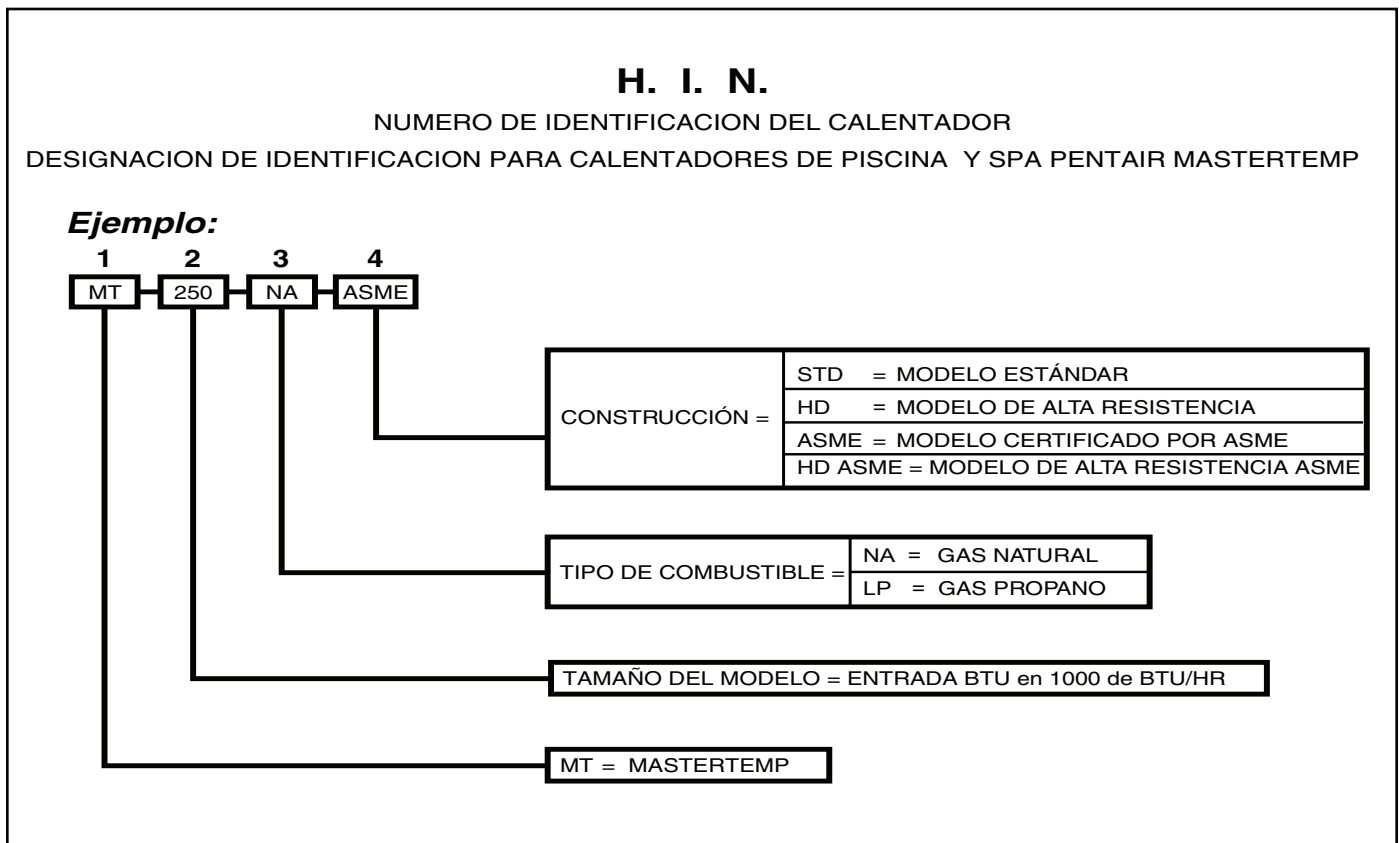 H. I. N.
NUMERO DE IDENTIFICACION DEL CALENTADOR
DESIGNACION DE IDENTIFICACION PARA CALENTADORES DE PISCINA Y SPA PENTAIR MASTERTEMP
Ejemplo:
1 2 3 4
MT 250 NA ASME
CONSTRUCCIÓN =
STD = MODELO ESTÁNDAR
HD = MODELO DE ALTA RESISTENCIA
ASME = MODELO CERTIFICADO POR ASME
HD ASME = MODELO DE ALTA RESISTENCIA ASME
TIPO DE COMBUSTIBLE =
NA = GAS NATURAL
LP = GAS PROPANO
TAMAÑO DEL MODELO = ENTRADA BTU en 1000 de BTU/HR
MT = MASTERTEMP